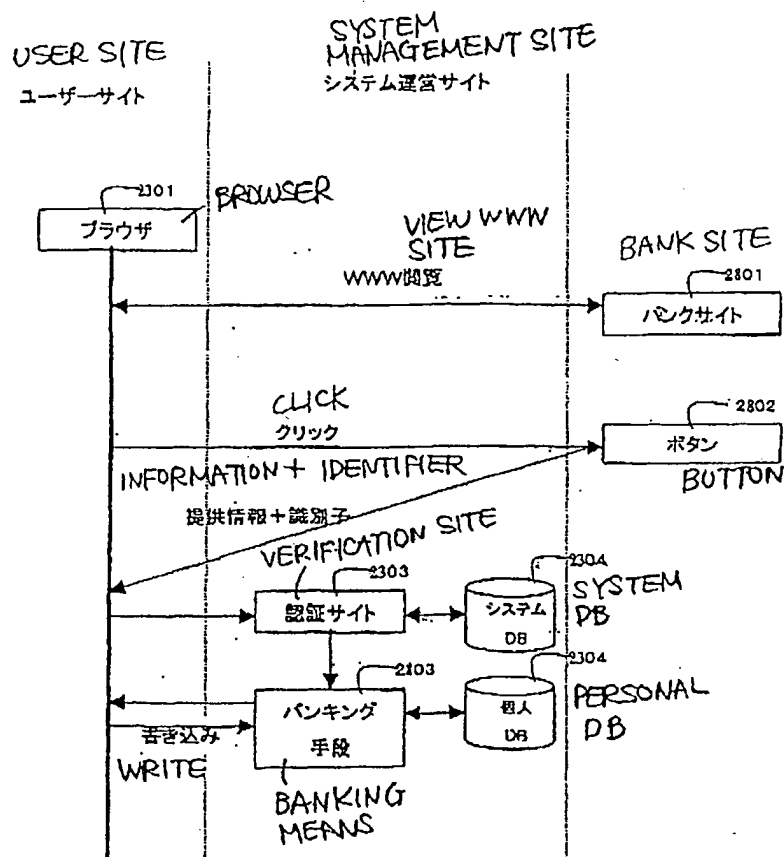 USER SITE
ユーザーサイト
SYSTEM
MANAGEMENT SITE
システム運営サイト
2301
BROWSER
ブラウザ
VIEW WWW
SITE
WWW閲覧
BANK SITE
2801
バンクサイト
CLICK
クリック
2802
ボタン
BUTTON
INFORMATION + IDENTIFIER
提供情報+識別子
VERIFICATION SITE
2303
認証サイト
2304
システム
DB
SYSTEM
DB
2803
バンキング
手段
2304
個人
DB
PERSONAL
DB
書き込み
WRITE
BANKING
MEANS